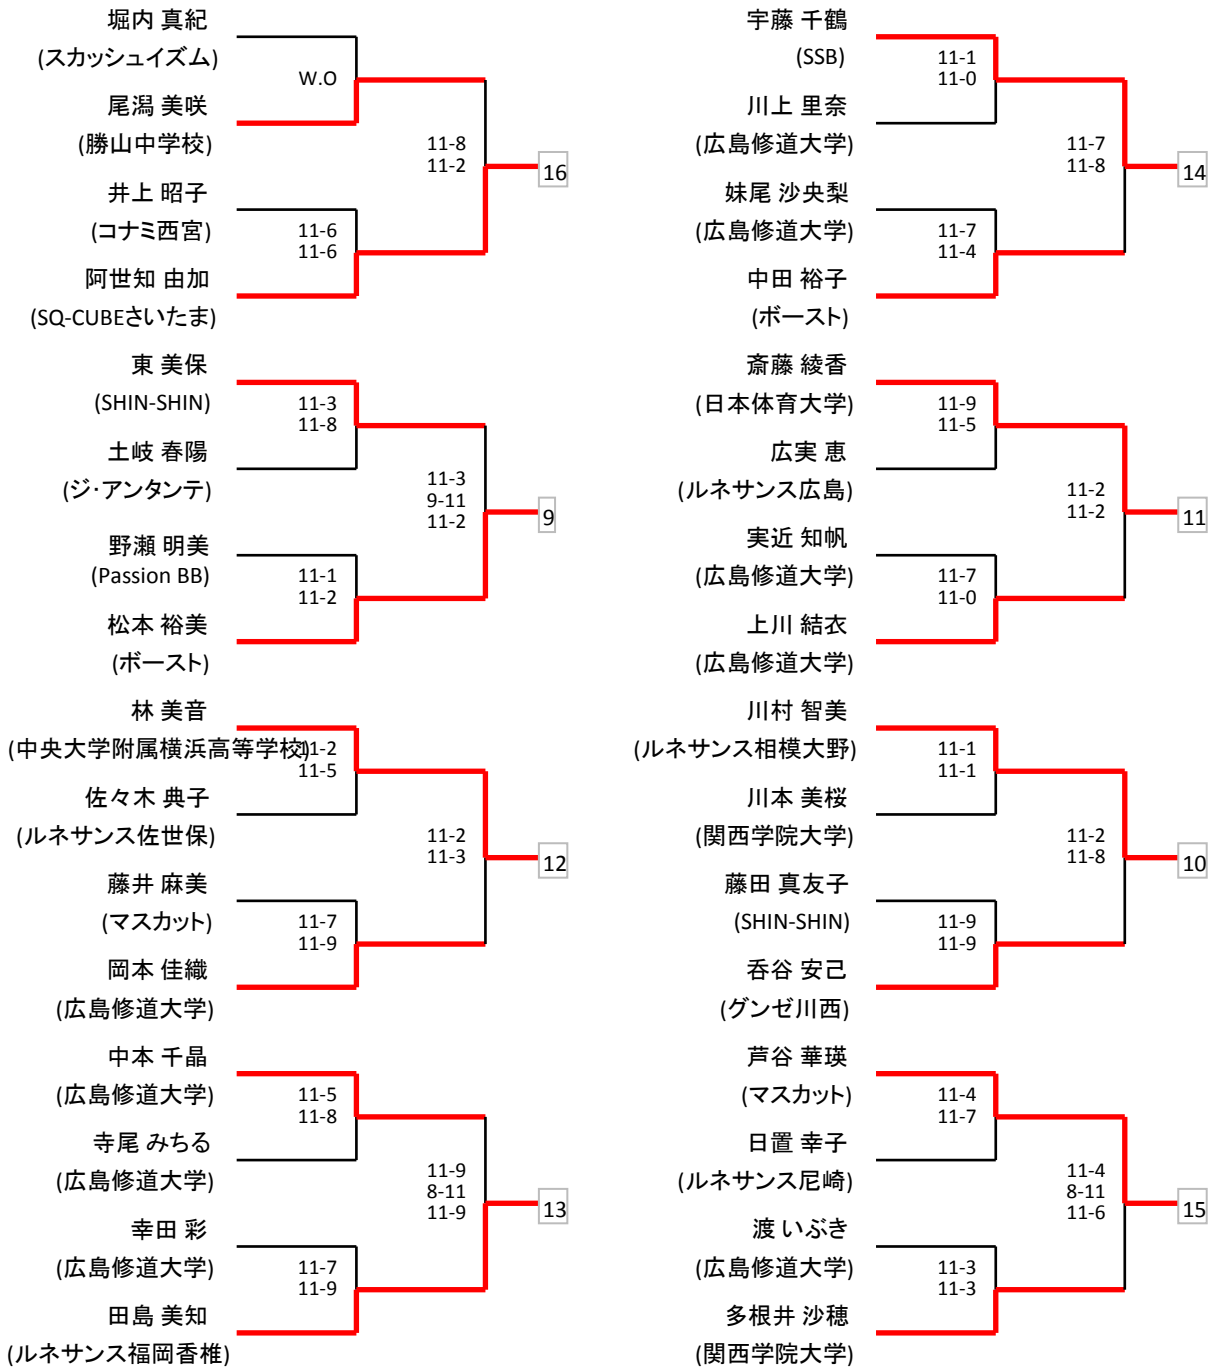 堀内 真紀
(スカッシュイズム)
W.O
尾潟 美咲
(勝山中学校)
11-8
11-2
16
井上 昭子
(コナミ西宮)
11-6
11-6
阿世知 由加
(SQ-CUBEさいたま)
東 美保
(SHIN-SHIN)
11-3
11-8
土岐 春陽
(ジ・アンタンテ)
11-3
9-11
11-2
9
野瀬 明美
(Passion BB)
11-1
11-2
松本 裕美
(ボースト)
林 美音
(中央大学附属横浜高等学校)
11-2
11-5
佐々木 典子
(ルネサンス佐世保)
11-2
11-3
12
藤井 麻美
(マスカット)
11-7
11-9
岡本 佳織
(広島修道大学)
中本 千晶
(広島修道大学)
11-5
11-8
寺尾 みちる
(広島修道大学)
11-9
8-11
11-9
13
幸田 彩
(広島修道大学)
11-7
11-9
田島 美知
(ルネサンス福岡香椎)
宇藤 千鶴
(SSB)
11-1
11-0
川上 里奈
(広島修道大学)
11-7
11-8
14
妹尾 沙央梨
(広島修道大学)
11-7
11-4
中田 裕子
(ボースト)
斎藤 綾香
(日本体育大学)
11-9
11-5
広実 恵
(ルネサンス広島)
11-2
11-2
11
実近 知帆
(広島修道大学)
11-7
11-0
上川 結衣
(広島修道大学)
川村 智美
(ルネサンス相模大野)
11-1
11-1
川本 美桜
(関西学院大学)
11-2
11-8
10
藤田 真友子
(SHIN-SHIN)
11-9
11-9
呑谷 安己
(グンゼ川西)
芦谷 華瑛
(マスカット)
11-4
11-7
日置 幸子
(ルネサンス尼崎)
11-4
8-11
11-6
15
渡 いぶき
(広島修道大学)
11-3
11-3
多根井 沙穂
(関西学院大学)